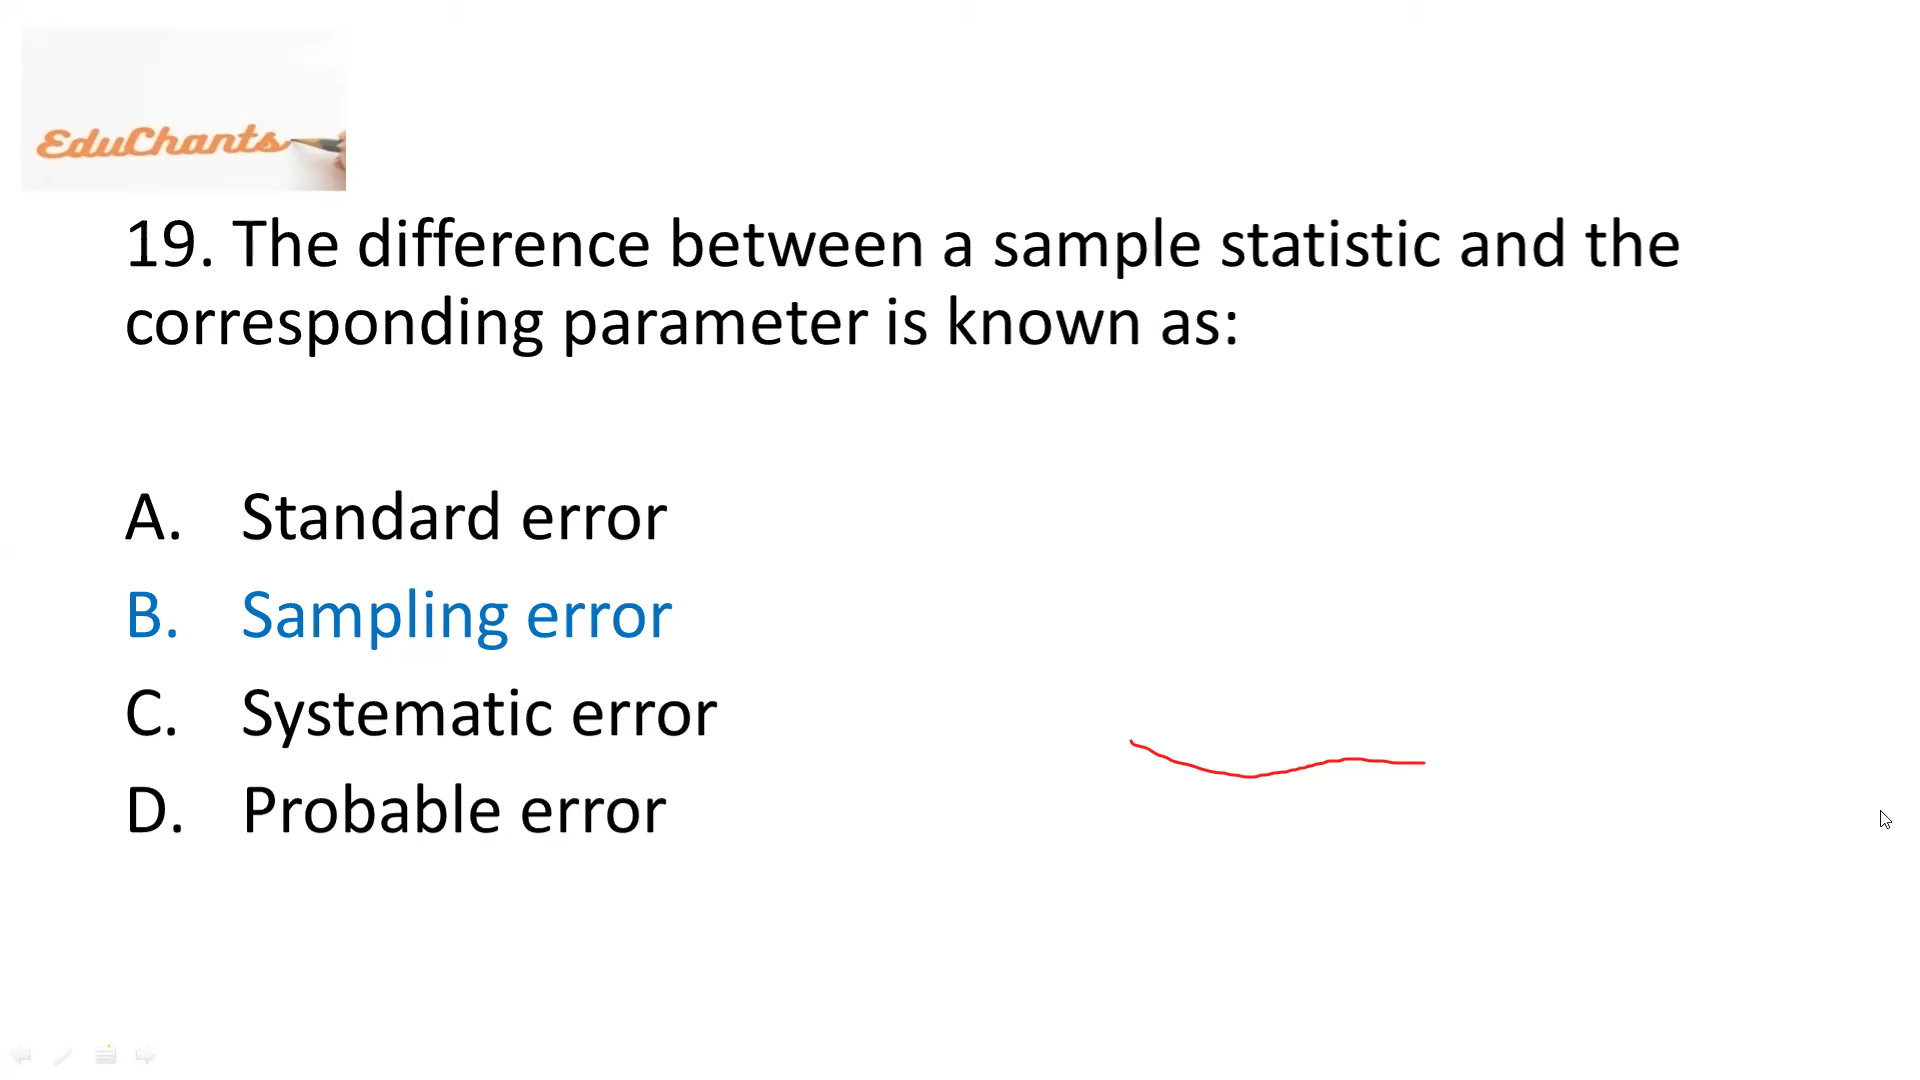 EduChants
19. The difference between a sample statistic and the
corresponding parameter is known as:
A. Standard error
B. Sampling error
C. Systematic error
D. Probable error